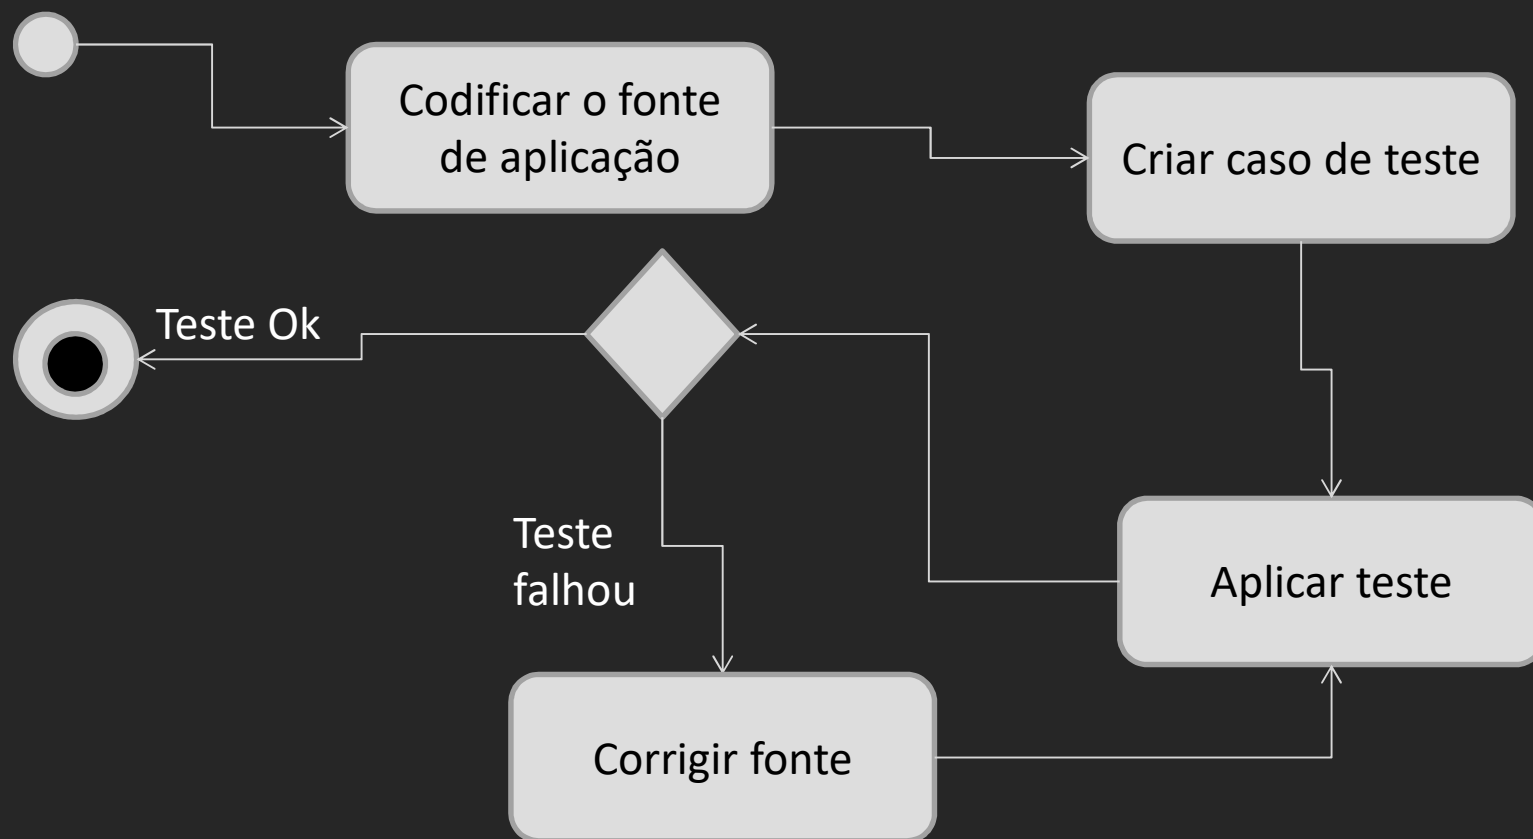 Codificar o fonte
de aplicação
Criar caso de teste
Teste Ok
Teste
falhou
Aplicar teste
Corrigir fonte